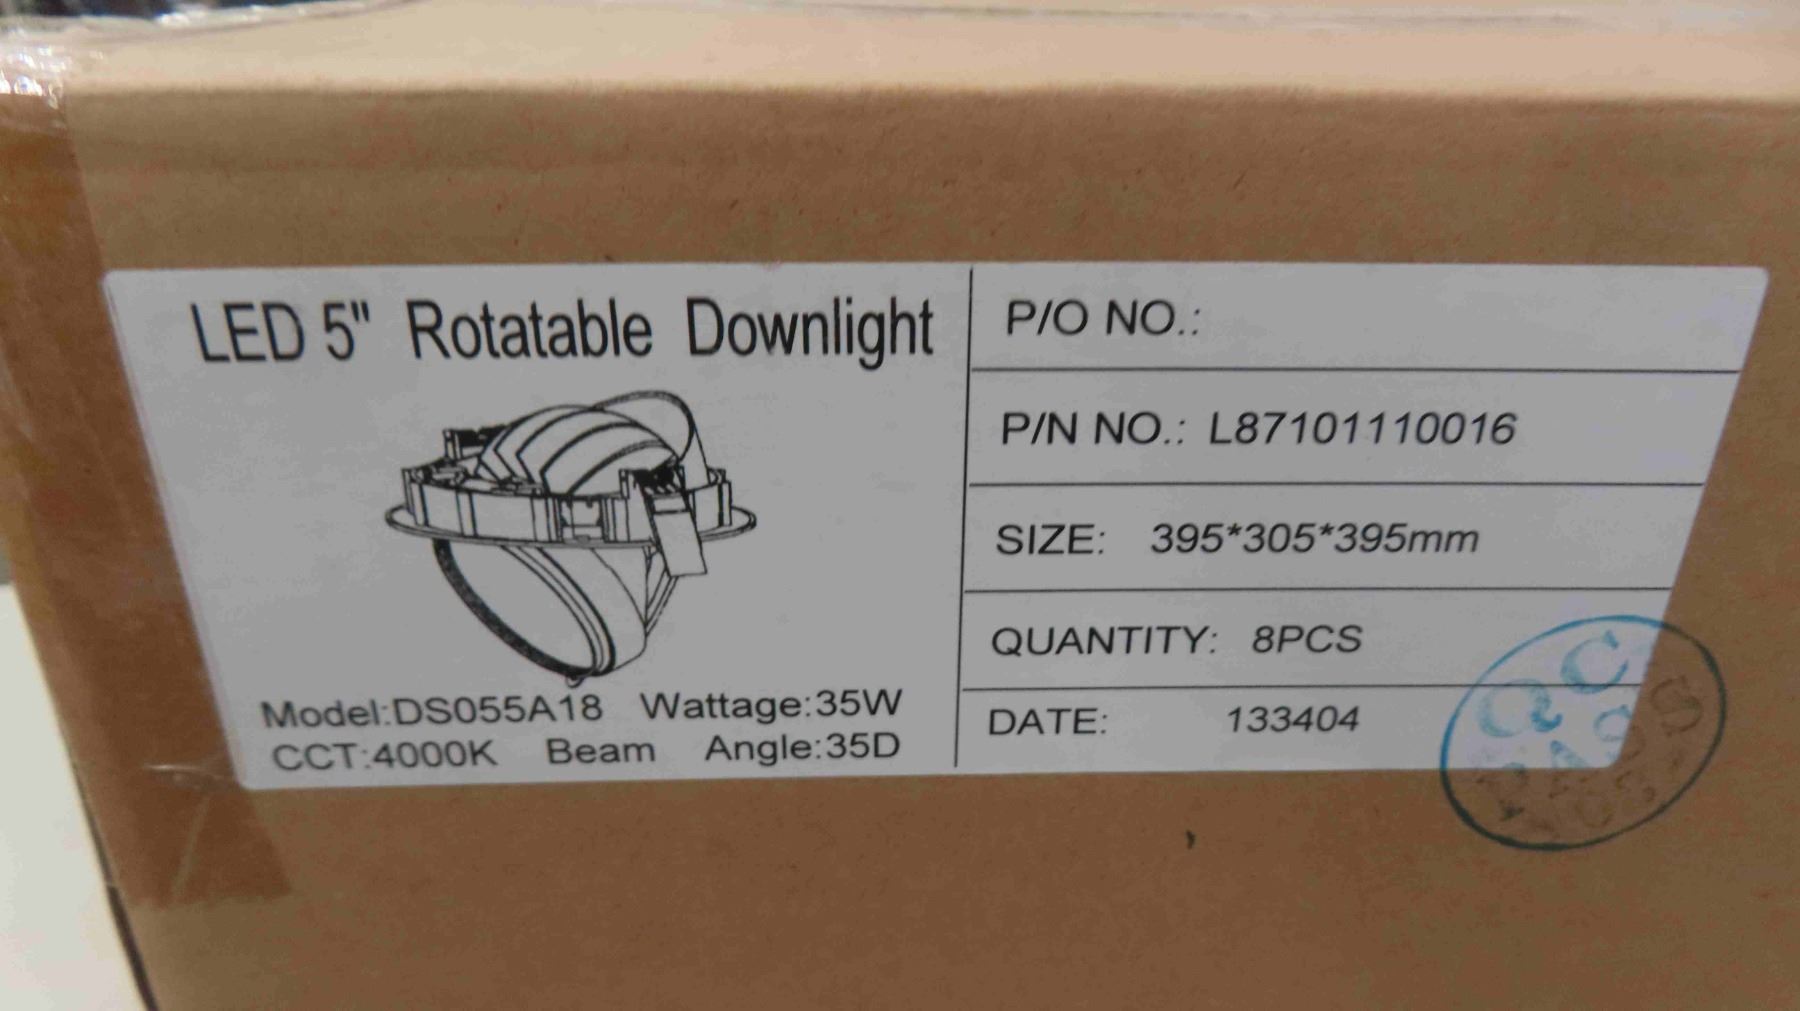 LED 5" Rotatable Downlight
Model:DS055A18 Wattage:35W
CCT:4000K Beam Angle:35D
P/O NO.:
P/N NO.: L87101110016
SIZE: 395*305*395mm
QUANTITY: 8PCS
DATE: 133404
QC